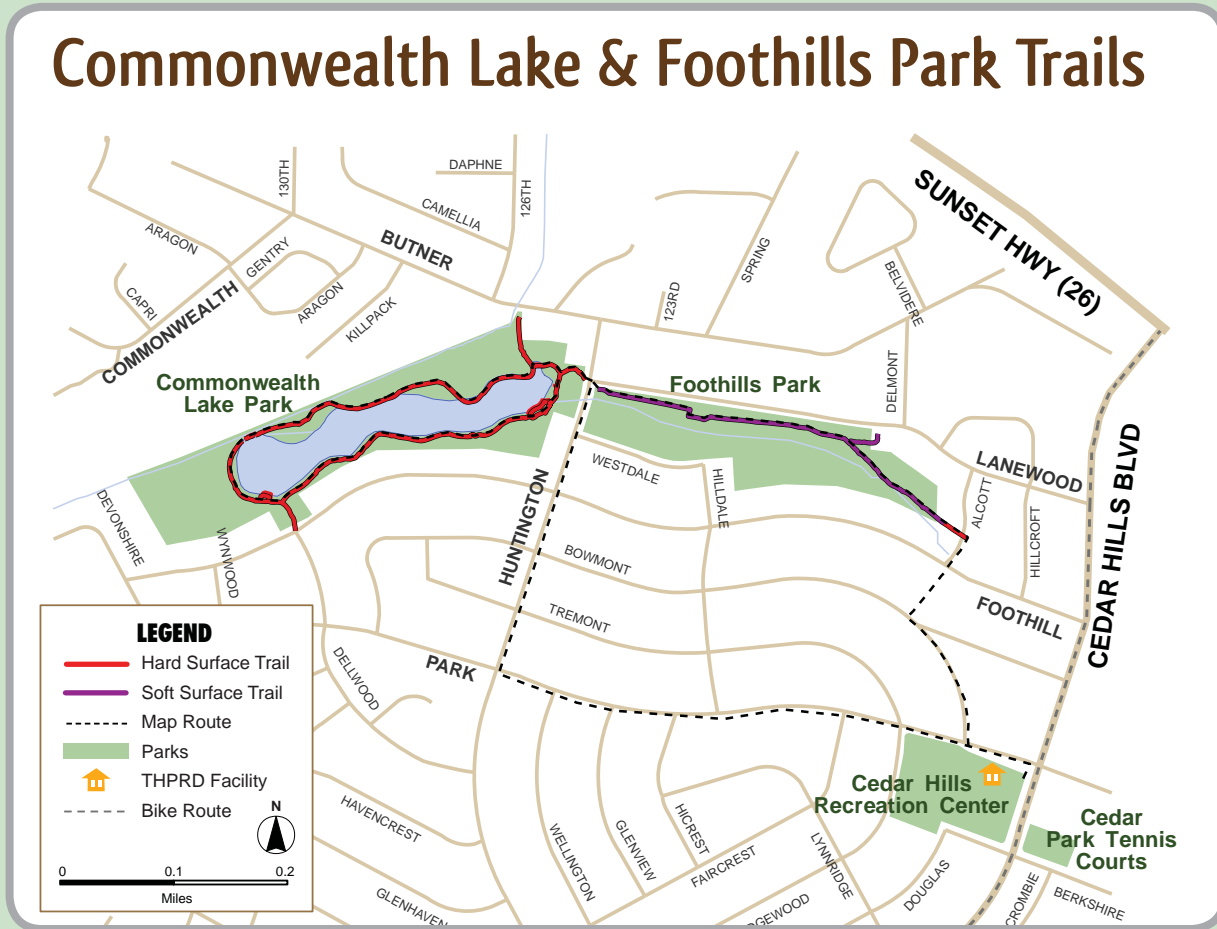 Commonwealth Lake & Foothills Park Trails
DAPHNE
130TH
126TH
CAMELLIA
SUNSET HWY (26)
ARAGON
BUTNER
GENTRY
SPRING
BELVIDERE
CAPRI
ARAGON
123RD
COMMONWEALTH
KILLPACK
DELMONT
Commonwealth
Lake Park
Foothills Park
CEDAR HILLS BLVD
WESTDALE
LANEWOOD
HILLDALE
ALCOTT
DEVONSHIRE
HUNTINGTON
HILLCROFT
WYNWOOD
BOWMONT
FOOTHILL
TREMONT
PARK
DELLWOOD
LEGEND
Hard Surface Trail
Soft Surface Trail
Map Route
Parks
THPRD Facility
Bike Route
N
0 0.1 0.2
Miles
Cedar Hills
Recreation Center
Cedar
Park Tennis
Courts
HAVENCREST
HICREST
GLENVIEW
WELLINGTON
FAIRCREST
LYNNRIDGE
DOUGLAS
GLENHAVEN
DGEWOOD
CROMBIE
BERKSHIRE